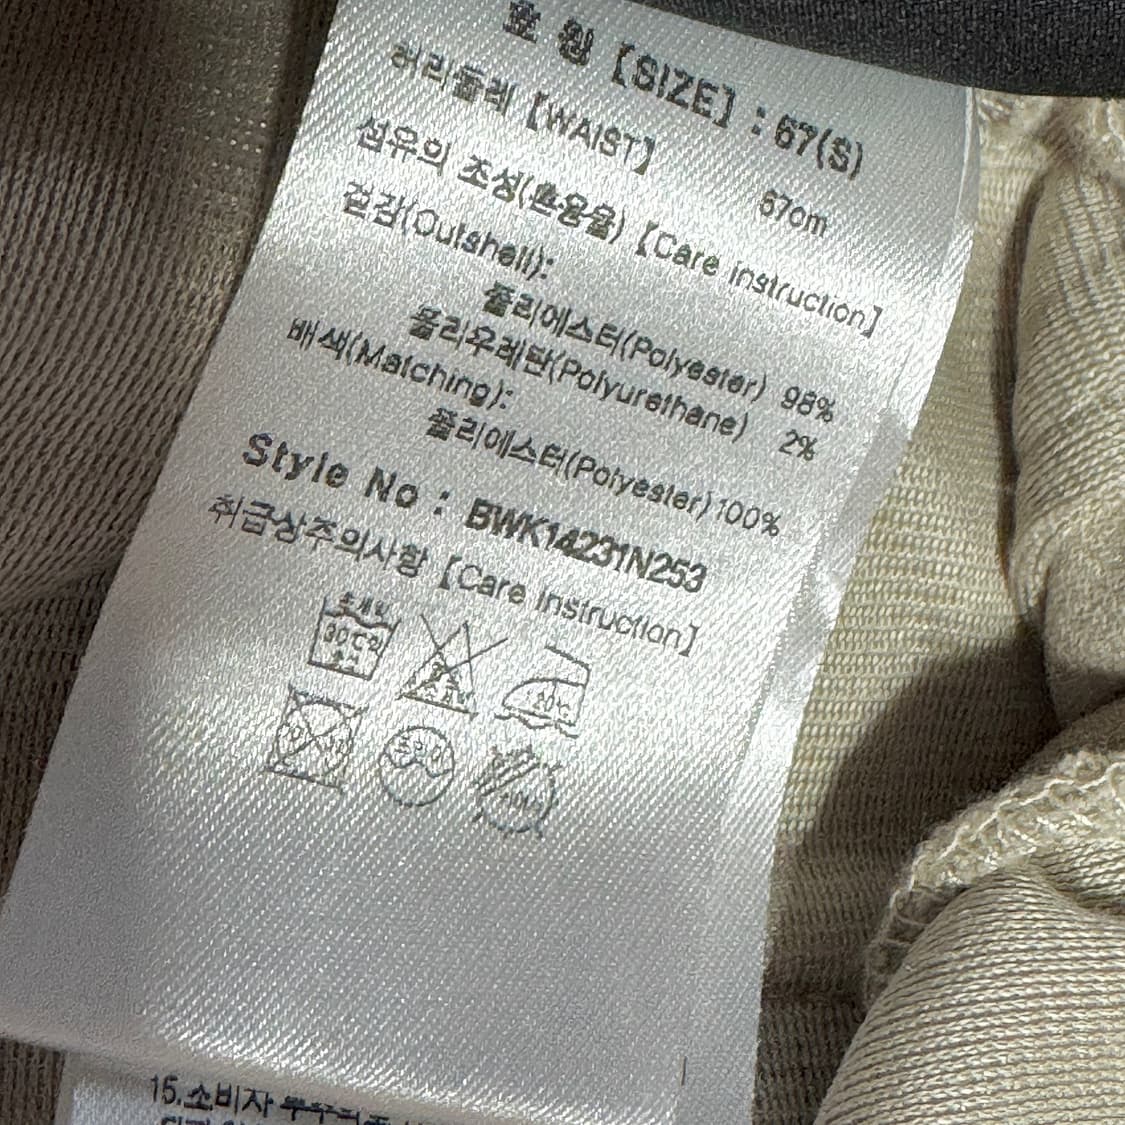 호 칭 [SIZE] : 67(S)
허리둘레 [WAIST] 67cm
섬유의 조성(혼용율) [Care instruction]
겉감(Outshell):
폴리에스터(Polyester) 98%
폴리우레탄(Polyurethane) 2%
배색(Matching):
폴리에스터(Polyester) 100%
Style No : BWK14231N253
취급상주의사항 [Care Instruction]
30℃
15.소비자